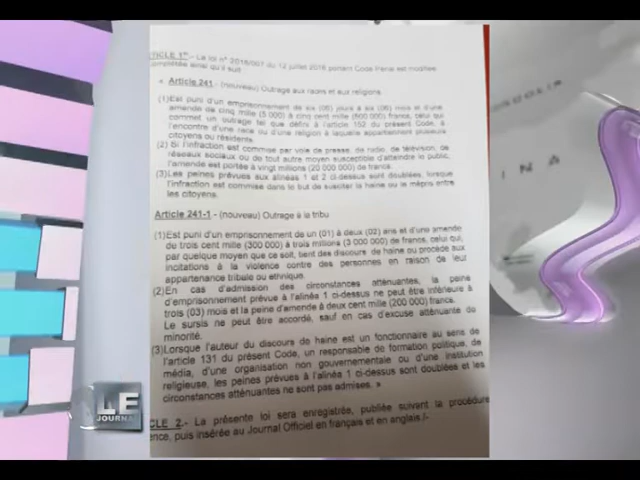 ICLE 1er.- La loi n° 2016/007 du 12 juillet 2016 portant Code Pénal est modifiée
complétée ainsi qu'il suit :
« Article 241 - (nouveau) Outrage aux races et aux religions
(1)Est puni d'un emprisonnement de six (06) jours à six (06) mois et d'une
amende de cinq mille (5 000) à cinq cent mille (500 000) francs, celui qui
commet un outrage tel que défini à l'article 152 du présent Code, à
l'encontre d'une race ou d'une religion à laquelle appartiennent plusieurs
citoyens ou résidents.
(2) Si l'infraction est commise par voie de presse, de radio, de télévision, de
réseaux sociaux ou de tout autre moyen susceptible d'atteindre le public,
l'amende est portée à vingt millions (20 000 000) de francs.
(3)Les peines prévues aux alinéas 1 et 2 ci-dessus sont doublées, lorsque
l'infraction est commise dans le but de susciter la haine ou le mépris entre
les citoyens.
Article 241-1 - (nouveau) Outrage à la tribu
(1)Est puni d'un emprisonnement de un (01) à deux (02) ans et d'une amende
de trois cent mille (300 000) à trois millions (3 000 000) de francs, celui qui,
par quelque moyen que ce soit, tient des discours de haine ou procède aux
incitations à la violence contre des personnes en raison de leur
appartenance tribale ou ethnique.
(2)En cas d'admission des circonstances atténuantes, la peine
d'emprisonnement prévue à l'alinéa 1 ci-dessus ne peut être inférieure à
trois (03) mois et la peine d'amende à deux cent mille (200 000) francs.
Le sursis ne peut être accordé, sauf en cas d'excuse atténuante de
minorité.
(3)Lorsque l'auteur du discours de haine est un fonctionnaire au sens de
l'article 131 du présent Code, un responsable de formation politique, de
média, d'une organisation non gouvernementale ou d'une institution
religieuse, les peines prévues à l'alinéa 1 ci-dessus sont doublées et les
circonstances atténuantes ne sont pas admises. »
CLE 2.- La présente loi sera enregistrée, publiée suivant la procédure
ence, puis insérée au Journal Officiel en français et en anglais /-
LE
JOURNAL
INA